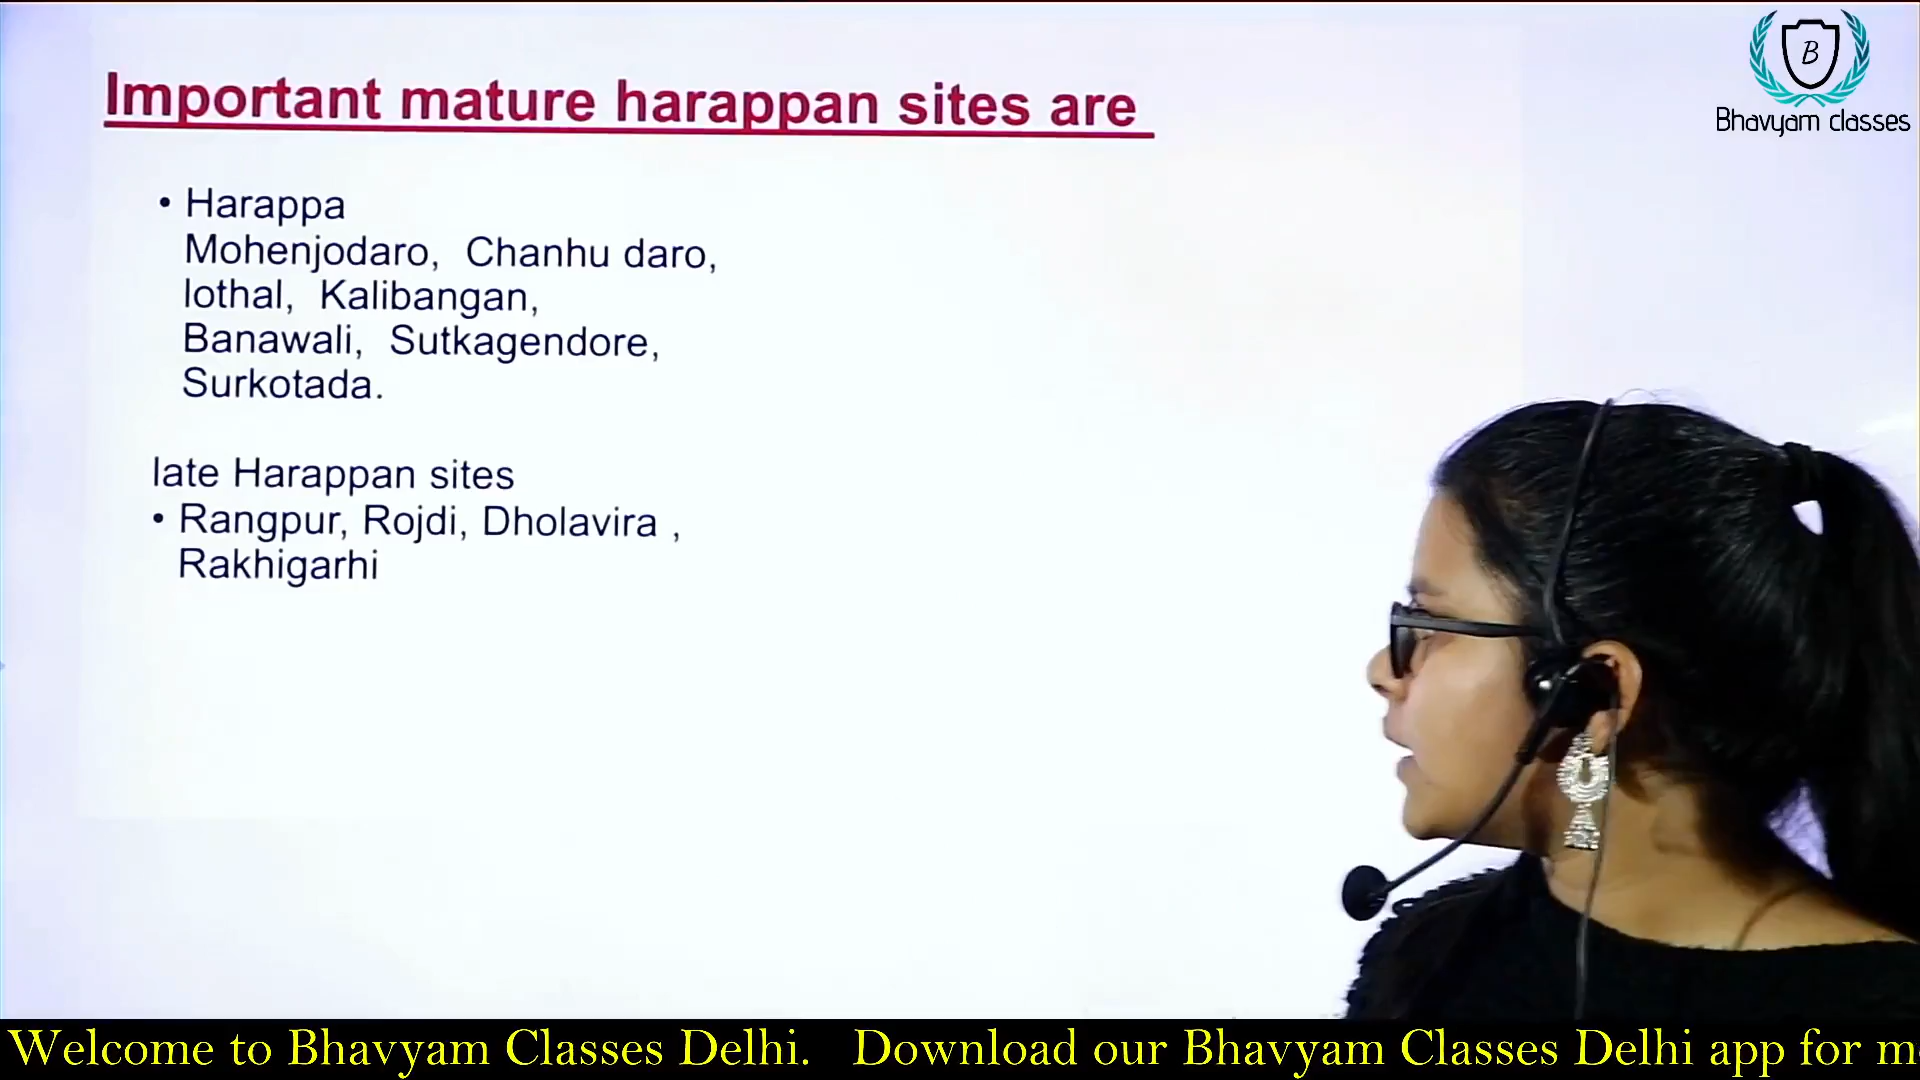 Important mature harappan sites are
• Harappa
Mohenjodaro, Chanhu daro,
lothal, Kalibangan,
Banawali, Sutkagendore,
Surkotada.
late Harappan sites
• Rangpur, Rojdi, Dholavira ,
Rakhigarhi
B
Bhavyam classes
Welcome to Bhavyam Classes Delhi. Download our Bhavyam Classes Delhi app for